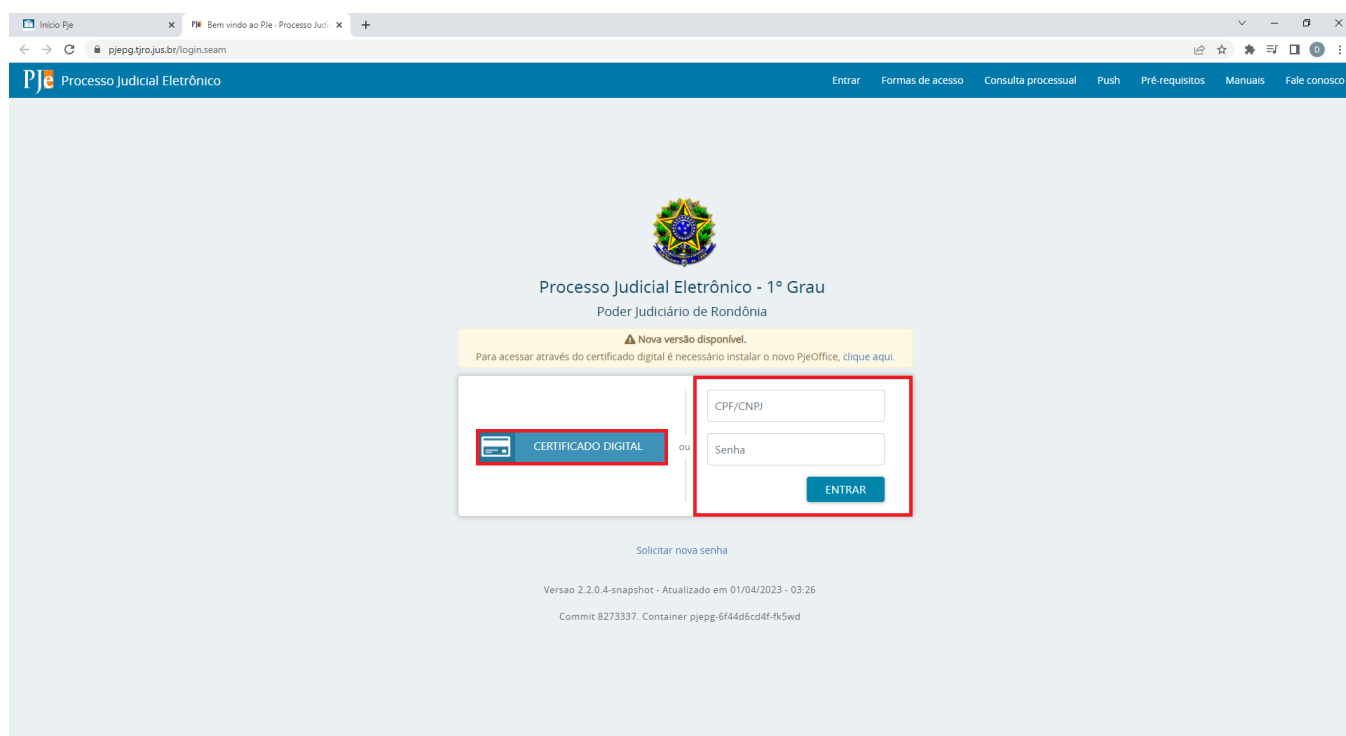 Início Pje
PJe Bem vindo ao PJe · Processo Judi
pjepg.tjro.jus.br/login.seam
D
PJe Processo Judicial Eletrônico
Entrar Formas de acesso Consulta processual Push Pré-requisitos Manuais Fale conosco
Processo Judicial Eletrônico - 1º Grau
Poder Judiciário de Rondônia
Nova versão disponível.
Para acessar através do certificado digital é necessário instalar o novo PjeOffice, clique aqui.
CPF/CNPJ
CERTIFICADO DIGITAL
ou
Senha
ENTRAR
Solicitar nova senha
Versao 2.2.0.4-snapshot - Atualizado em 01/04/2023 - 03:26
Commit 8273337. Container pjepg-6f44d6cd4f-fk5wd